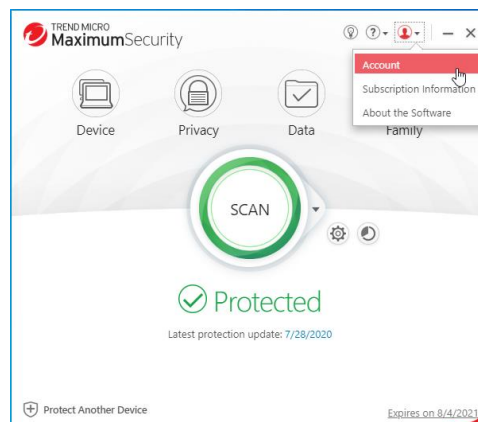 TREND MICRO
MaximumSecurity
Account
Subscription Information
About the Software
Device
Privacy
Data
Family
SCAN
Protected
Latest protection update: 7/28/2020
Protect Another Device
Expires on 8/4/2021